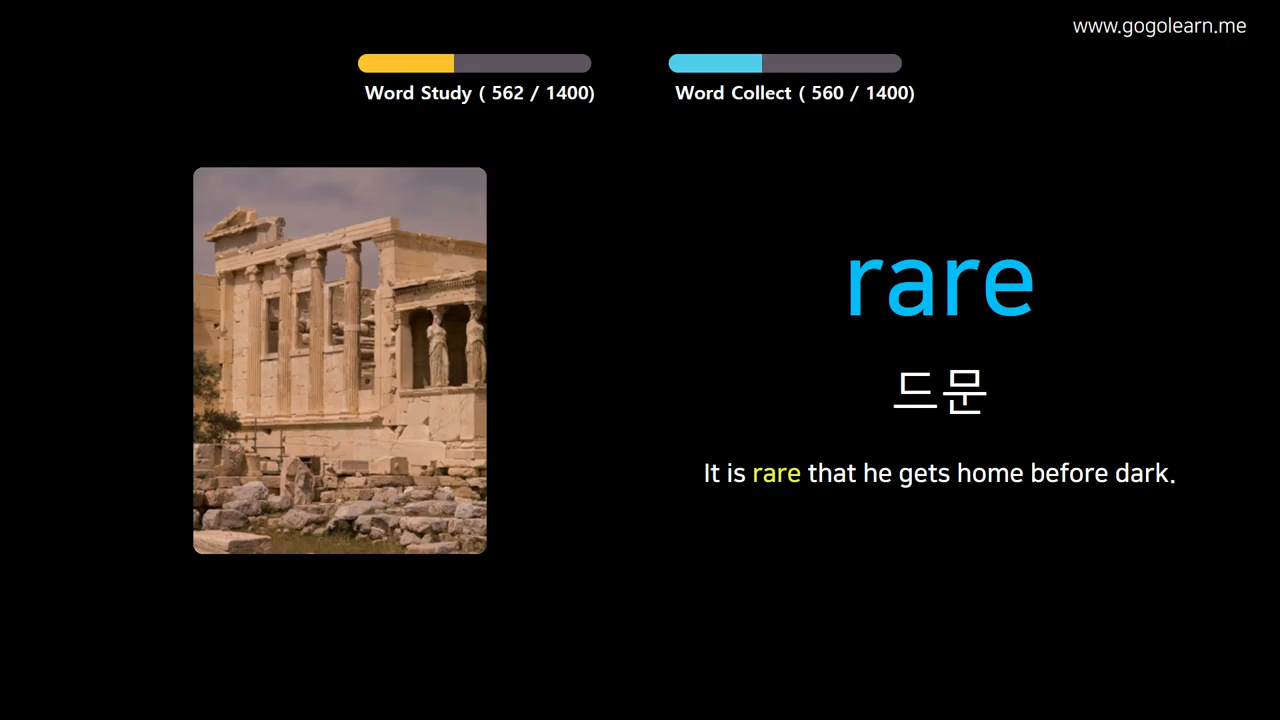 www.gogolearn.me
Word Study ( 562 / 1400)
Word Collect ( 560 / 1400)
rare
드문
It is rare that he gets home before dark.